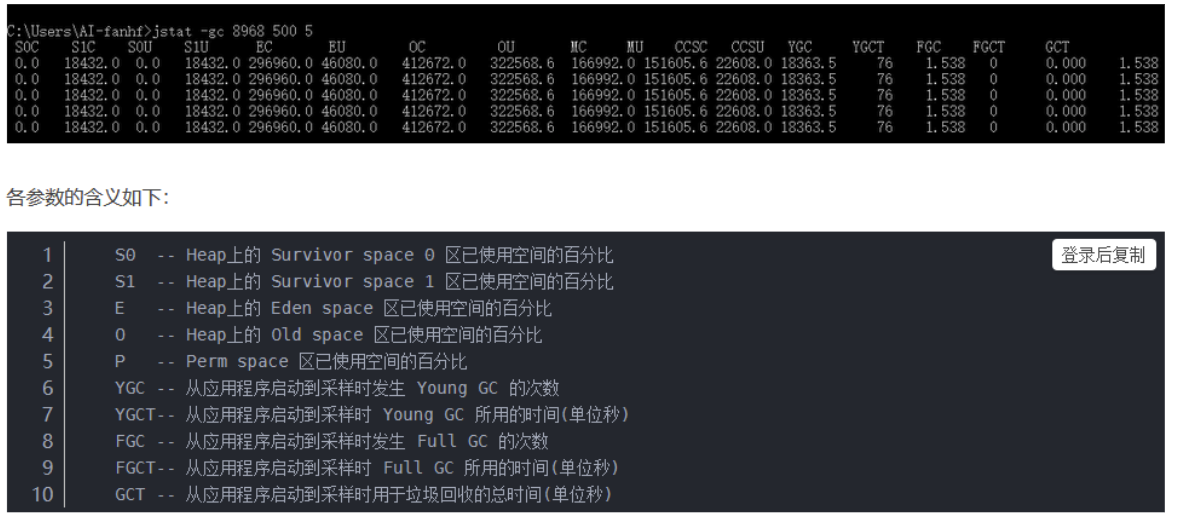 C:\Users\AI-fanhf>jstat -gc 8968 500 5
S0C S1C S0U S1U EC EU OC OU MC MU CCSC CCSU YGC YGCT FGC FGCT GCT
0.0 18432.0 0.0 18432.0 296960.0 46080.0 412672.0 322568.6 166992.0 151605.6 22608.0 18363.5 76 1.538 0 0.000 1.538
0.0 18432.0 0.0 18432.0 296960.0 46080.0 412672.0 322568.6 166992.0 151605.6 22608.0 18363.5 76 1.538 0 0.000 1.538
0.0 18432.0 0.0 18432.0 296960.0 46080.0 412672.0 322568.6 166992.0 151605.6 22608.0 18363.5 76 1.538 0 0.000 1.538
0.0 18432.0 0.0 18432.0 296960.0 46080.0 412672.0 322568.6 166992.0 151605.6 22608.0 18363.5 76 1.538 0 0.000 1.538
0.0 18432.0 0.0 18432.0 296960.0 46080.0 412672.0 322568.6 166992.0 151605.6 22608.0 18363.5 76 1.538 0 0.000 1.538
各参数的含义如下：
1 S0 -- Heap上的 Survivor space 0 区已使用空间的百分比
登录后复制
2 S1 -- Heap上的 Survivor space 1 区已使用空间的百分比
3 E -- Heap上的 Eden space 区已使用空间的百分比
4 O -- Heap上的 Old space 区已使用空间的百分比
5 P -- Perm space 区已使用空间的百分比
6 YGC -- 从应用程序启动到采样时发生 Young GC 的次数
7 YGCT-- 从应用程序启动到采样时 Young GC 所用的时间(单位秒)
8 FGC -- 从应用程序启动到采样时发生 Full GC 的次数
9 FGCT-- 从应用程序启动到采样时 Full GC 所用的时间(单位秒)
10 GCT -- 从应用程序启动到采样时用于垃圾回收的总时间(单位秒)